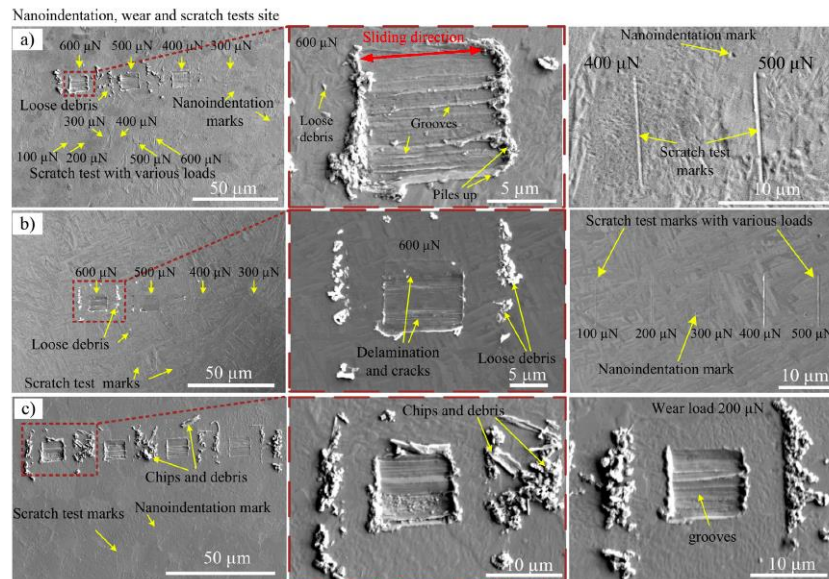 Nanoindentation, wear and scratch tests site
a)
600 µN 500 µN 400 µN 300 µN
Loose debris
Nanoindentation
marks
300 µN 400 µN
100 µN 200 µN 500 µN 600 µN
Scratch test with various loads
50 µm
600 µN
Sliding direction
Loose
debris
Grooves
Piles up
5 µm
Nanoindentation
mark
400 µN
500 µN
Scratch test
marks
10 µm
b)
600 µN 500 µN 400 µN 300 µN
Loose debris
Scratch test marks
50 µm
600 µN
Delamination
and cracks
Loose debris
5 µm
Scratch test marks with various loads
100 µN 200 µN 300 µN 400 µN 500 µN
Nanoindentation mark
10 µm
c)
Chips and debris
Scratch test marks
Nanoindentation mark
50 µm
Chips and debris
10 µm
Wear load 200 µN
grooves
10 µm